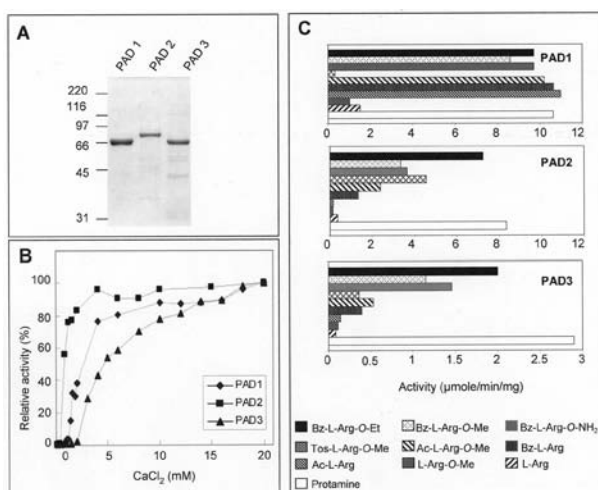 A
PAD 1
PAD 2
PAD 3
220
116
97
66
45
31
B
Relative activity (%)
100
80
60
40
20
0
PAD1
PAD2
PAD3
0 5 10 15 20
CaCl₂ (mM)
C
PAD1
0 2 4 6 8 10 12
PAD2
0 2 4 6 8 10 12
PAD3
0 0.5 1 1.5 2 2.5 3
Activity (µmole/min/mg)
Bz-L-Arg-O-Et Bz-L-Arg-O-Me Bz-L-Arg-O-NH₂
Tos-L-Arg-O-Me Ac-L-Arg-O-Me Bz-L-Arg
Ac-L-Arg L-Arg-O-Me L-Arg
Protamine